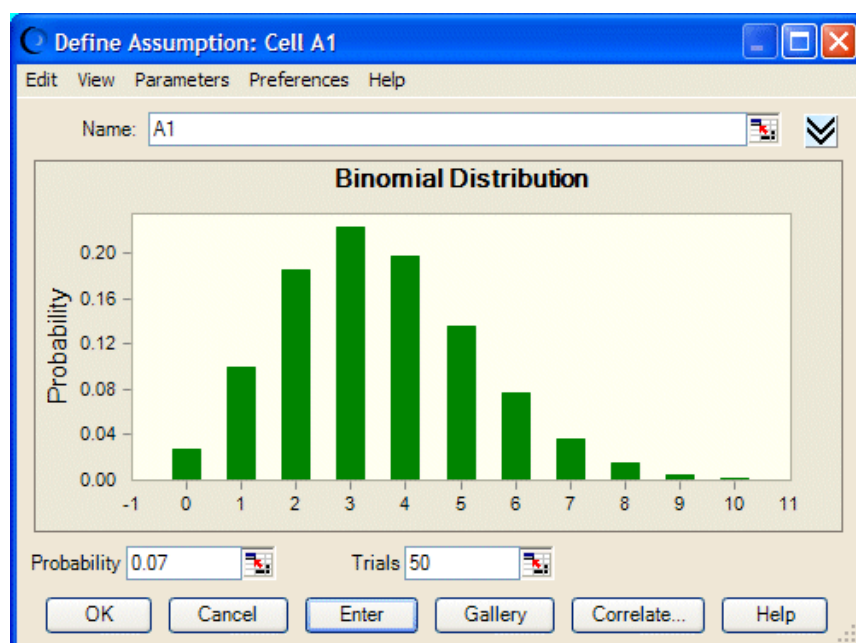 Define Assumption: Cell A1
Edit View Parameters Preferences Help
Name: A1
Binomial Distribution
Probability
0.20
0.16
0.12
0.08
0.04
0.00
-1 0 1 2 3 4 5 6 7 8 9 10 11
Probability 0.07 Trials 50
OK Cancel Enter Gallery Correlate... Help